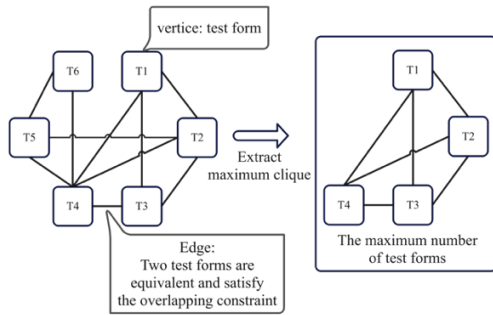 vertice: test form
T6
T1
T5
T2
T4
T3
Extract
maximum clique
Edge:
Two test forms are
equivalent and satisfy
the overlapping constraint
T1
T2
T4
T3
The maximum number
of test forms